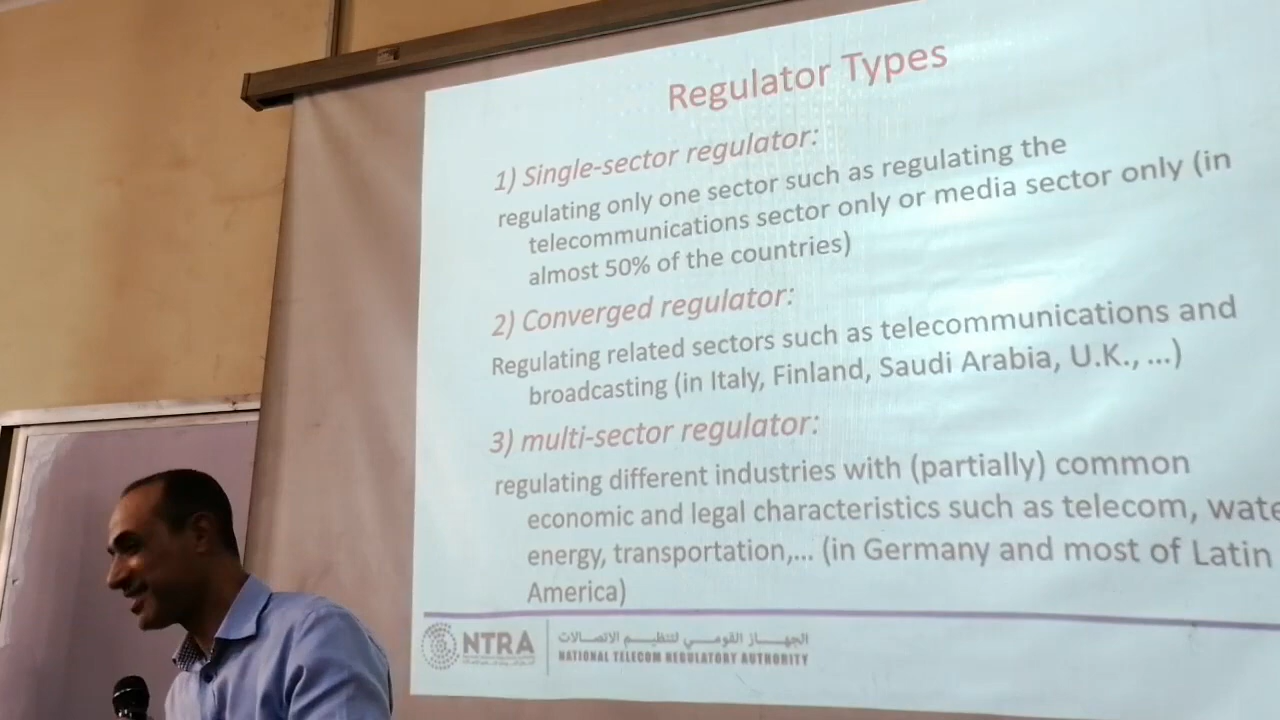 Regulator Types
1) Single-sector regulator:
regulating only one sector such as regulating the
telecommunications sector only or media sector only (in
almost 50% of the countries)
2) Converged regulator:
Regulating related sectors such as telecommunications and
broadcasting (in Italy, Finland, Saudi Arabia, U.K., ...)
3) multi-sector regulator:
regulating different industries with (partially) common
economic and legal characteristics such as telecom, wate
energy, transportation,... (in Germany and most of Latin
America)
NTRA
الجهاز القومي لتنظيم الاتصالات
NATIONAL TELECOM REGULATORY AUTHORITY